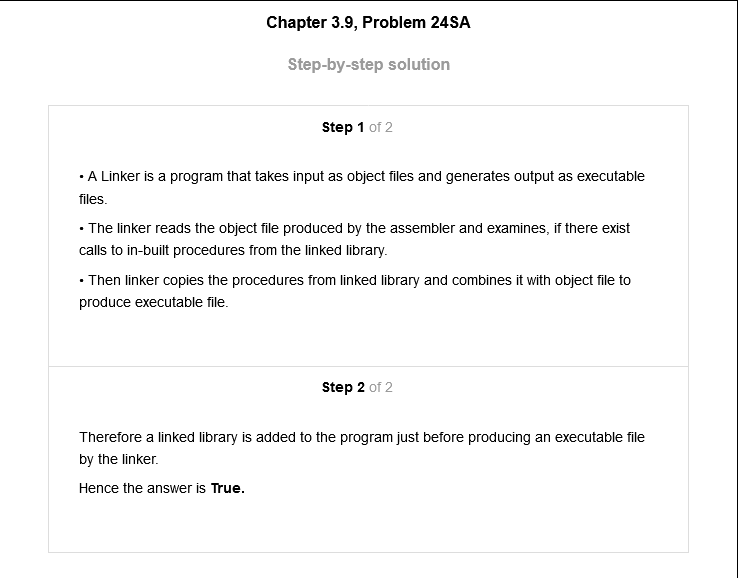 Chapter 3.9, Problem 24SA
Step-by-step solution
Step 1 of 2
• A Linker is a program that takes input as object files and generates output as executable
files.
• The linker reads the object file produced by the assembler and examines, if there exist
calls to in-built procedures from the linked library.
• Then linker copies the procedures from linked library and combines it with object file to
produce executable file.
Step 2 of 2
Therefore a linked library is added to the program just before producing an executable file
by the linker.
Hence the answer is True.